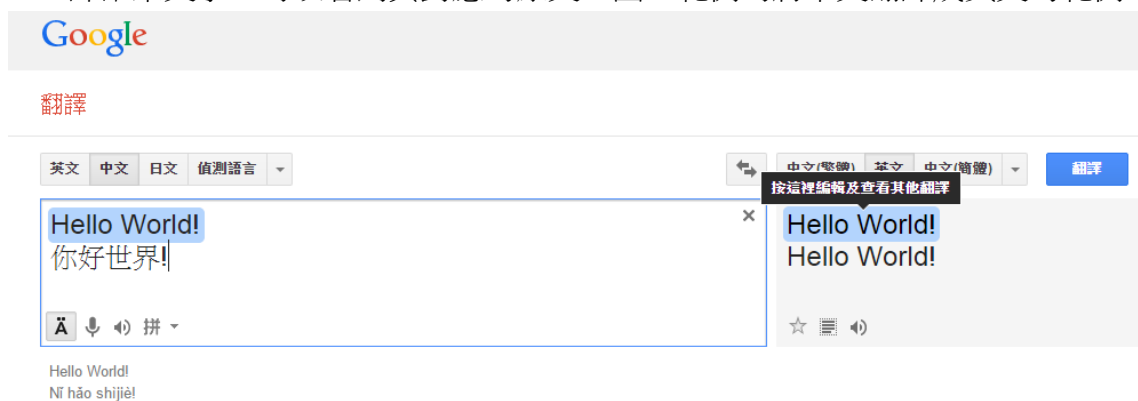 Google
翻譯
英文 中文 日文 偵測語言
中文(繁體) 英文 中文(簡體) 翻譯
按這裡編輯及查看其他翻譯
Hello World!
你好世界!
Hello World!
Hello World!
Ä 拼
Hello World!
Nǐ hǎo shìjiè!